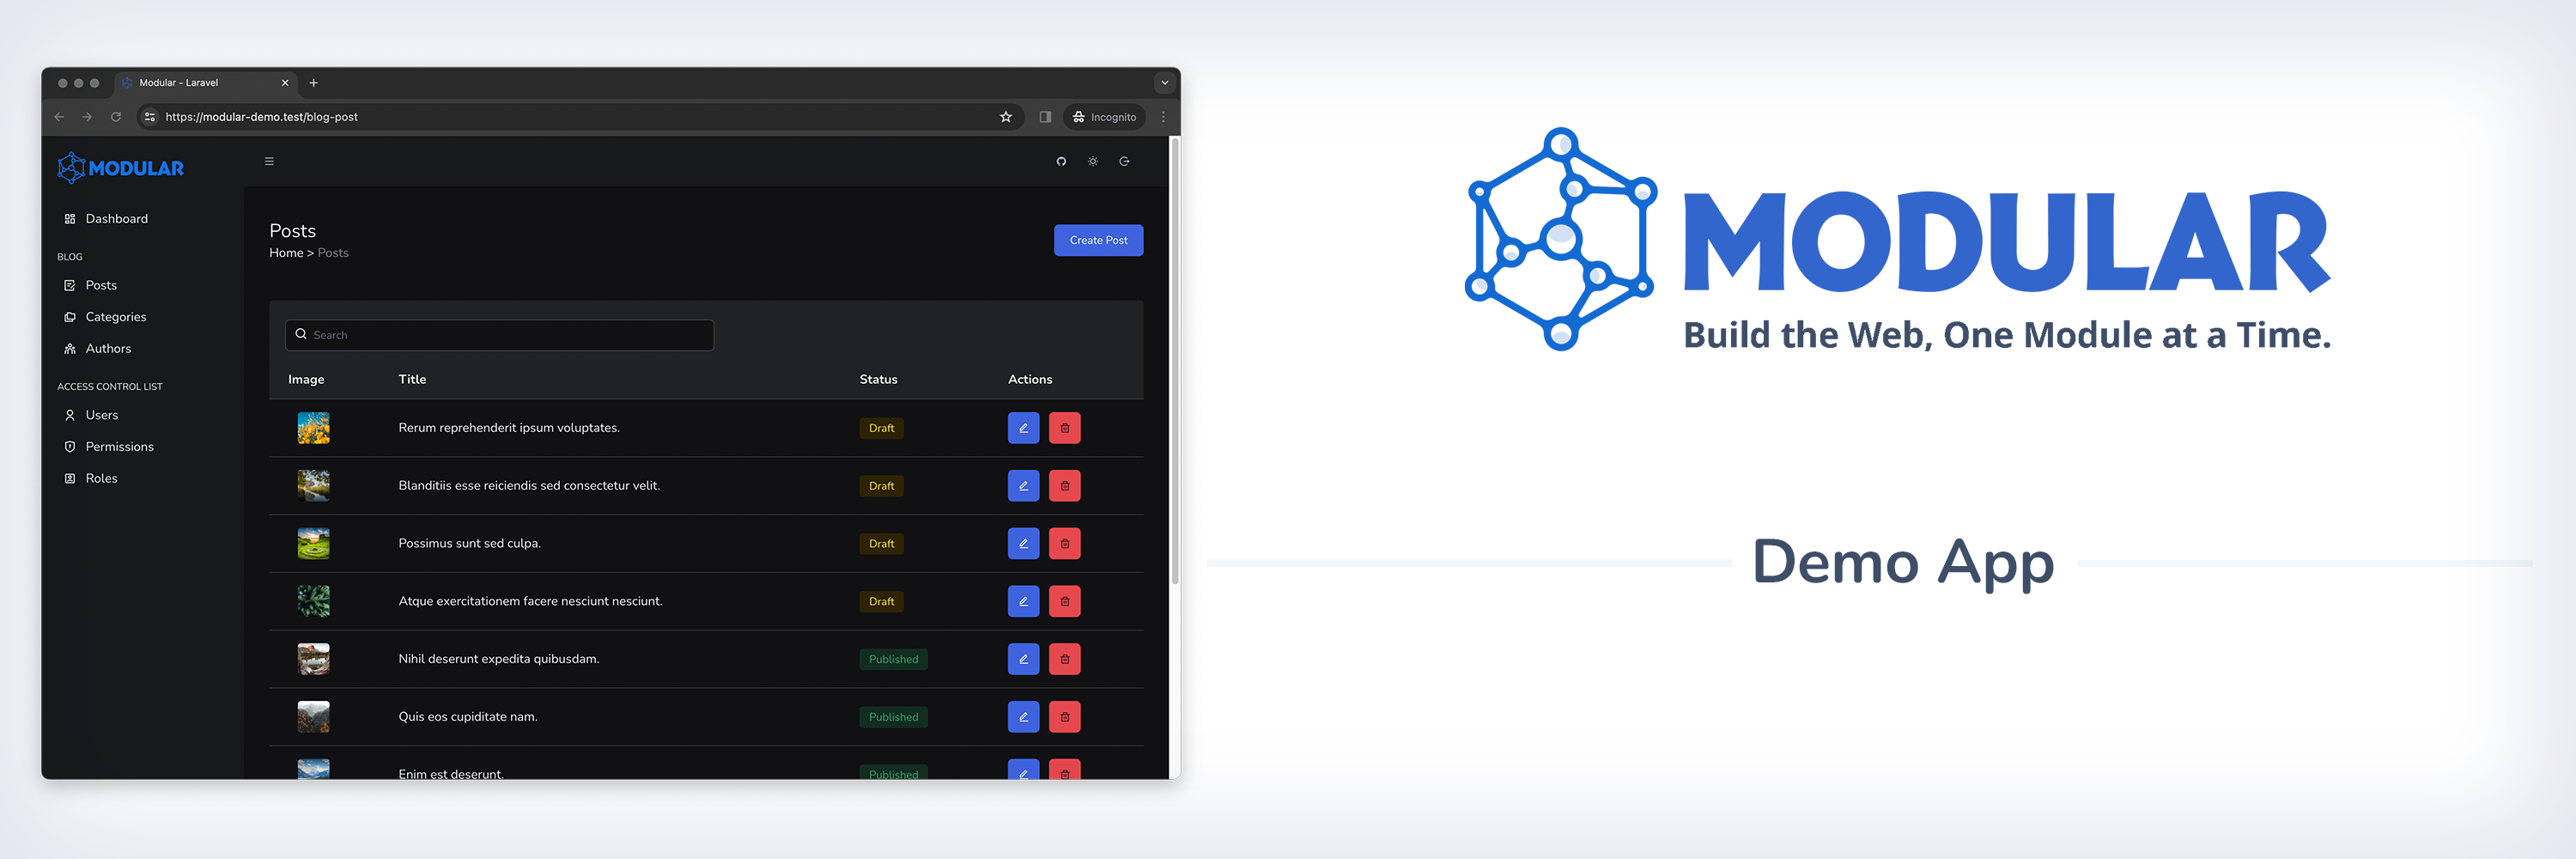 Modular - Laravel
https://modular-demo.test/blog-post
Incognito
MODULAR
Dashboard
BLOG
Posts
Categories
Authors
ACCESS CONTROL LIST
Users
Permissions
Roles
Posts
Home > Posts
Create Post
Search
Image Title Status Actions
Rerum reprehenderit ipsum voluptates. Draft
Blanditiis esse reiciendis sed consectetur velit. Draft
Possimus sunt sed culpa. Draft
Atque exercitationem facere nesciunt nesciunt. Draft
Nihil deserunt expedita quibusdam. Published
Quis eos cupiditate nam. Published
Enim est deserunt. Published
MODULAR
Build the Web, One Module at a Time.
Demo App